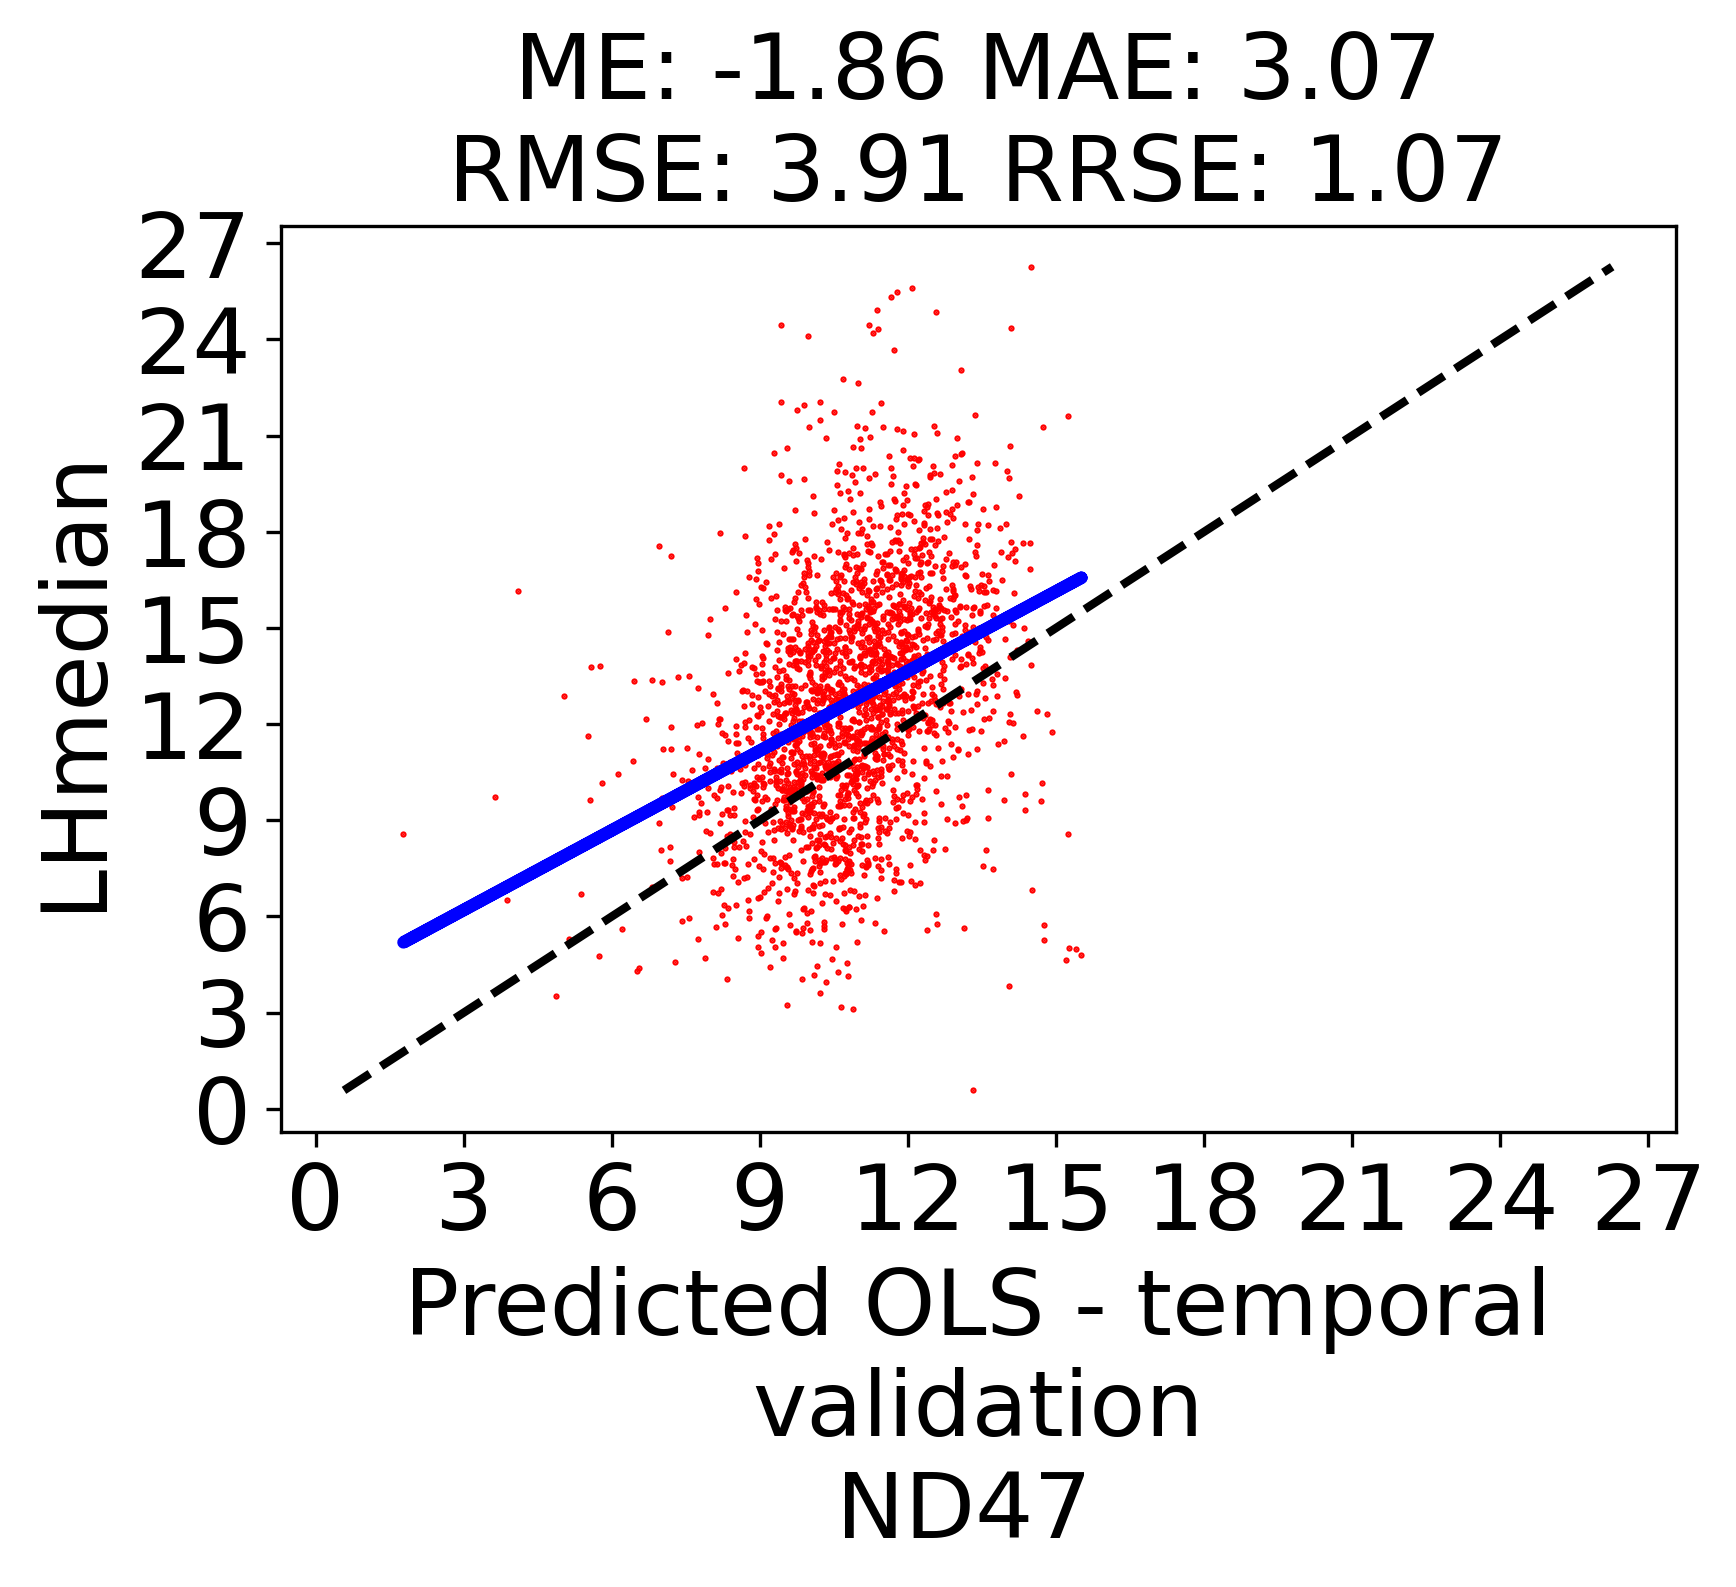 ME: -1.86 MAE: 3.07
RMSE: 3.91 RRSE: 1.07
27
24
21
18
15
12
9
6
3
0
LHmedian
0 3 6 9 12 15 18 21 24 27
Predicted OLS - temporal
validation
ND47